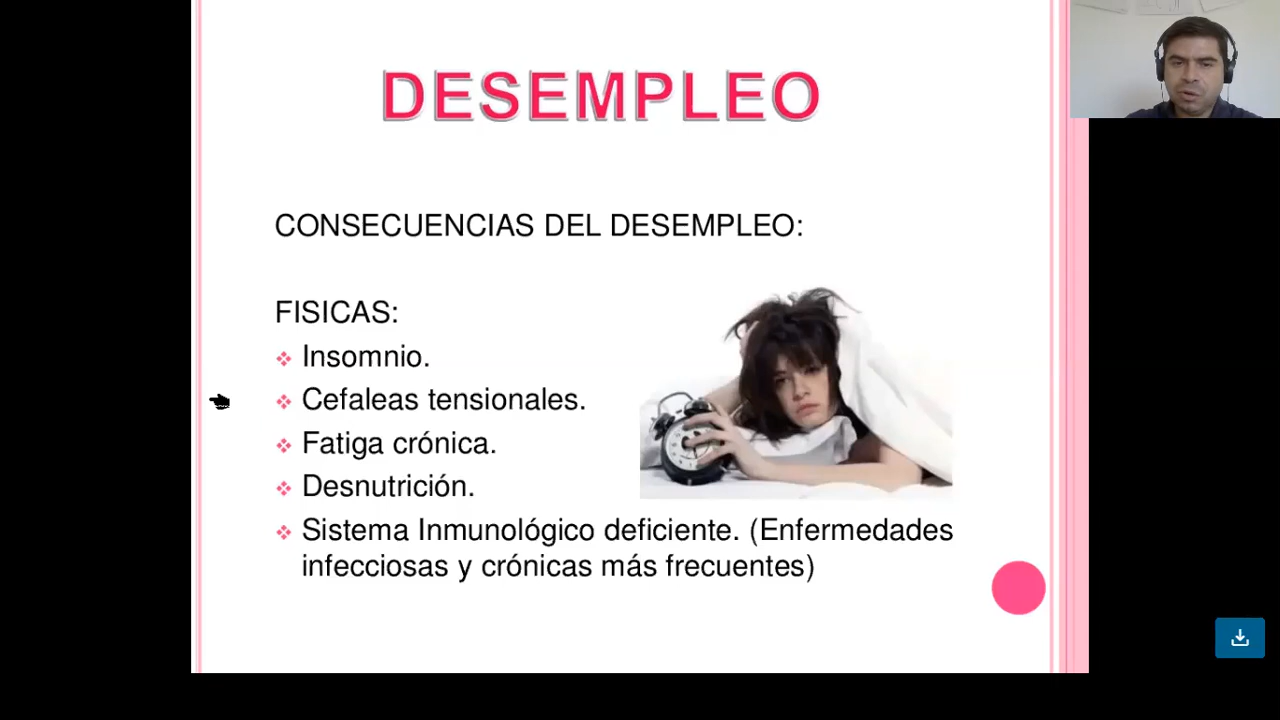 DESEMPLEO
CONSECUENCIAS DEL DESEMPLEO:
FISICAS:
Insomnio.
Cefaleas tensionales.
Fatiga crónica.
Desnutrición.
Sistema Inmunológico deficiente. (Enfermedades
infecciosas y crónicas más frecuentes)